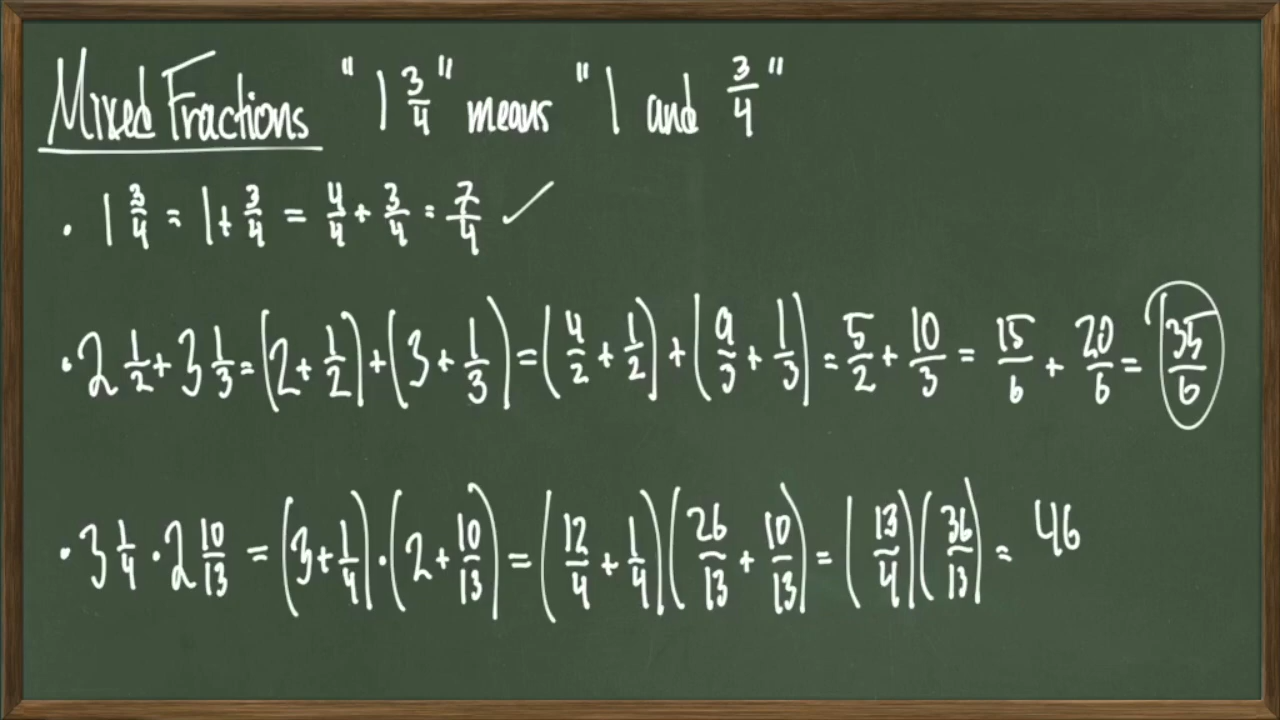 Mixed Fractions "1 3/4" means "1 and 3/4"
• 1 3/4 = 1 + 3/4 = 4/4 + 3/4 = 7/4 ✓
• 2 1/2 + 3 1/3 = (2 + 1/2) + (3 + 1/3) = (4/2 + 1/2) + (9/3 + 1/3) = 5/2 + 10/3 = 15/6 + 20/6 = 35/6
• 3 1/4 · 2 10/13 = (3 + 1/4) · (2 + 10/13) = (12/4 + 1/4)(26/13 + 10/13) = (13/4)(36/13) = 46